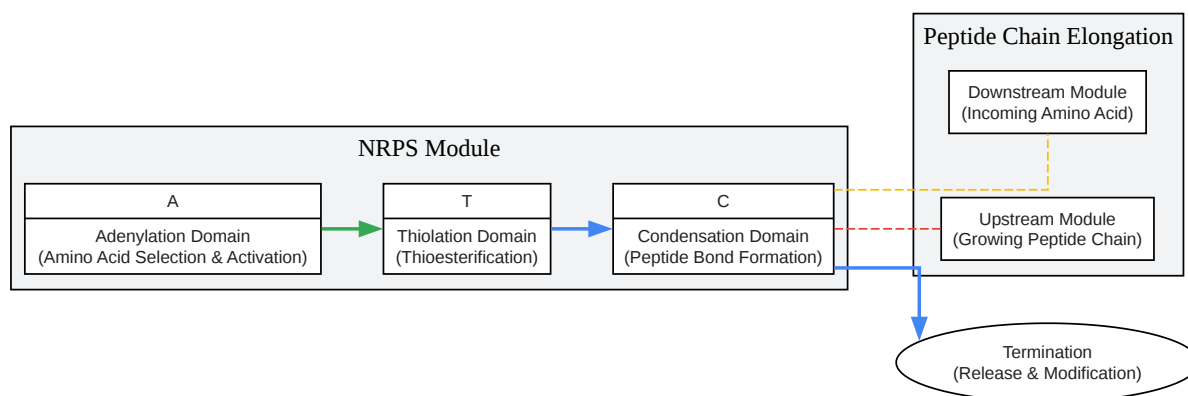 Peptide Chain Elongation
Downstream Module
(Incoming Amino Acid)
NRPS Module
A
Adenylation Domain
(Amino Acid Selection & Activation)
T
Thiolation Domain
(Thioesterification)
C
Condensation Domain
(Peptide Bond Formation)
Upstream Module
(Growing Peptide Chain)
Termination
(Release & Modification)